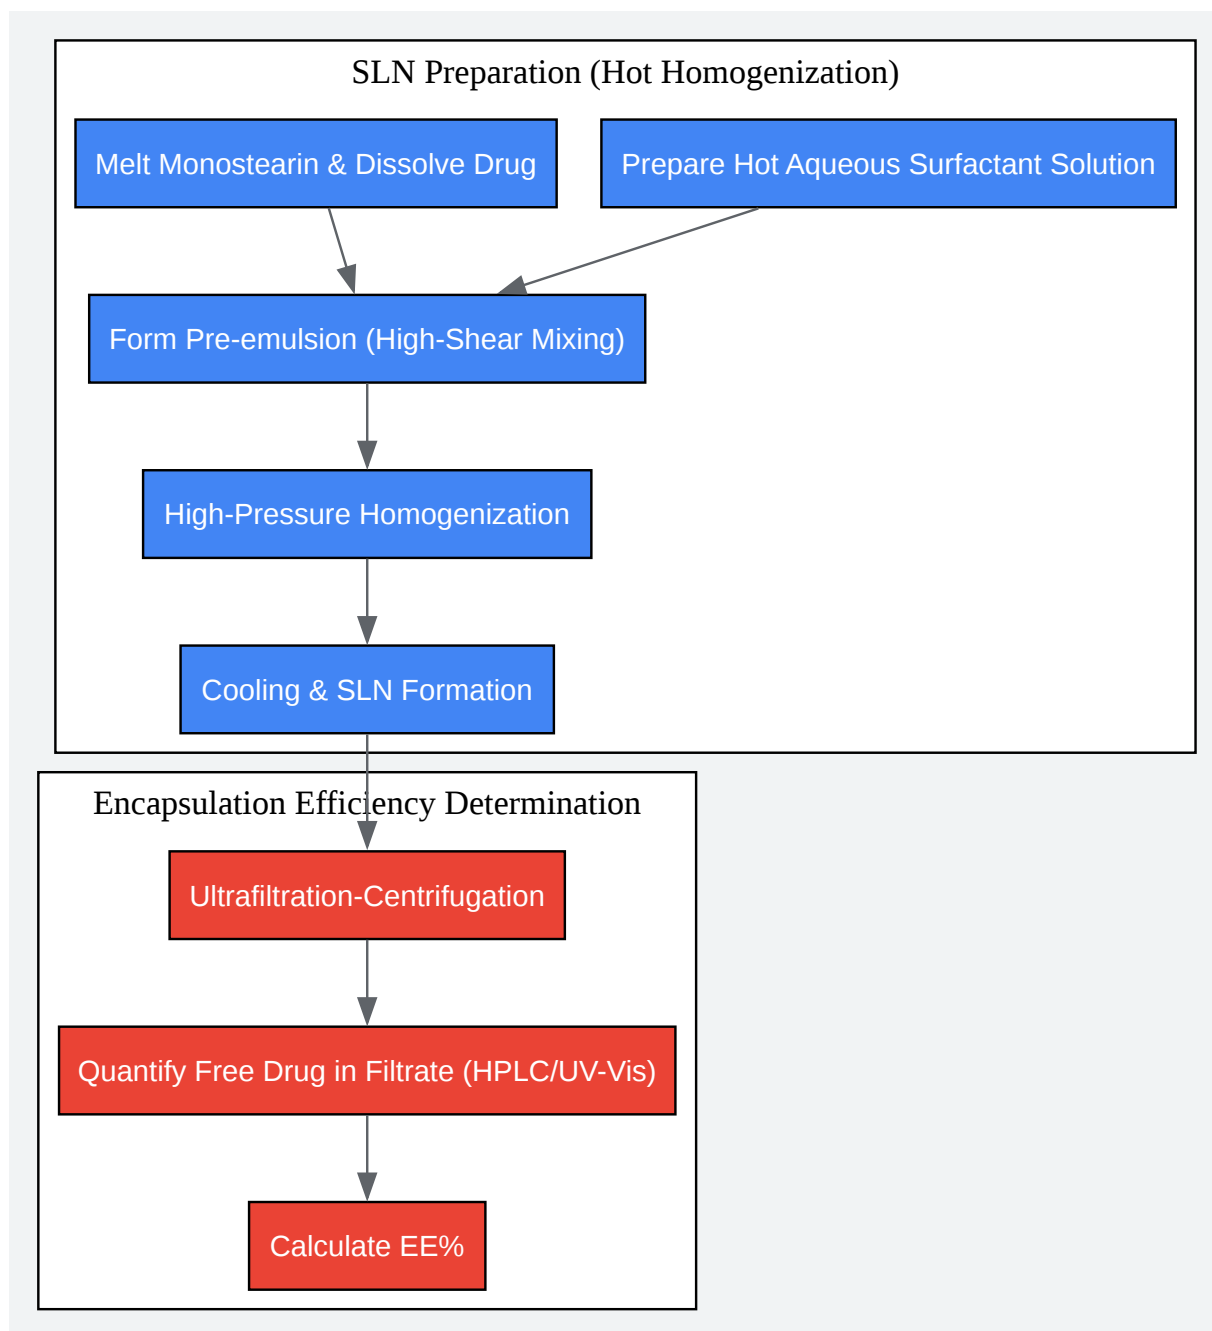 SLN Preparation (Hot Homogenization)
Melt Monostearin & Dissolve Drug
Prepare Hot Aqueous Surfactant Solution
Form Pre-emulsion (High-Shear Mixing)
High-Pressure Homogenization
Cooling & SLN Formation
Encapsulation Efficiency Determination
Ultrafiltration-Centrifugation
Quantify Free Drug in Filtrate (HPLC/UV-Vis)
Calculate EE%